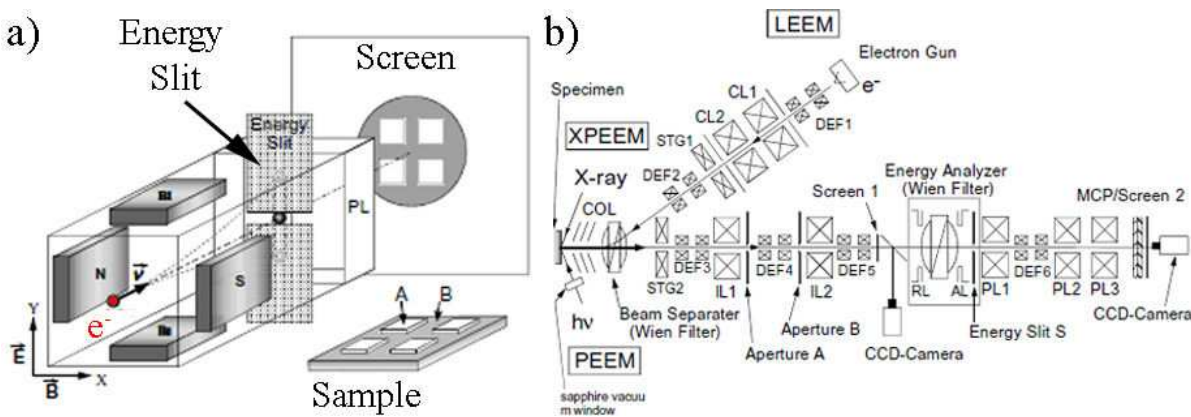 a)
Energy
Slit
Screen
Energy
Slit
PL
N
S
v
e-
Y
E
B
X
A
B
Sample
b)
LEEM
Electron Gun
e-
Specimen
CL1
CL2
DEF1
XPEEM
STG1
X-ray
DEF2
COL
Screen 1
Energy Analyzer
(Wien Filter)
MCP/Screen 2
DEF3
DEF4
DEF5
DEF6
STG2
IL1
IL2
RL
AL
PL1
PL2
PL3
hν
Beam Separater
(Wien Filter)
Aperture B
Energy Slit S
CCD-Camera
Aperture A
CCD-Camera
PEEM
sapphire vacuu
m window